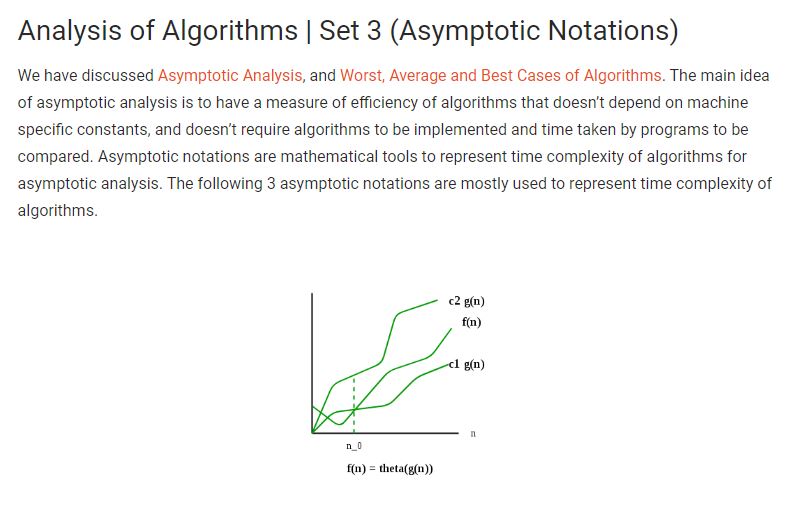 Analysis of Algorithms | Set 3 (Asymptotic Notations)
We have discussed Asymptotic Analysis, and Worst, Average and Best Cases of Algorithms. The main idea
of asymptotic analysis is to have a measure of efficiency of algorithms that doesn’t depend on machine
specific constants, and doesn’t require algorithms to be implemented and time taken by programs to be
compared. Asymptotic notations are mathematical tools to represent time complexity of algorithms for
asymptotic analysis. The following 3 asymptotic notations are mostly used to represent time complexity of
algorithms.
c2 g(n)
f(n)
c1 g(n)
n
n_0
f(n) = theta(g(n))